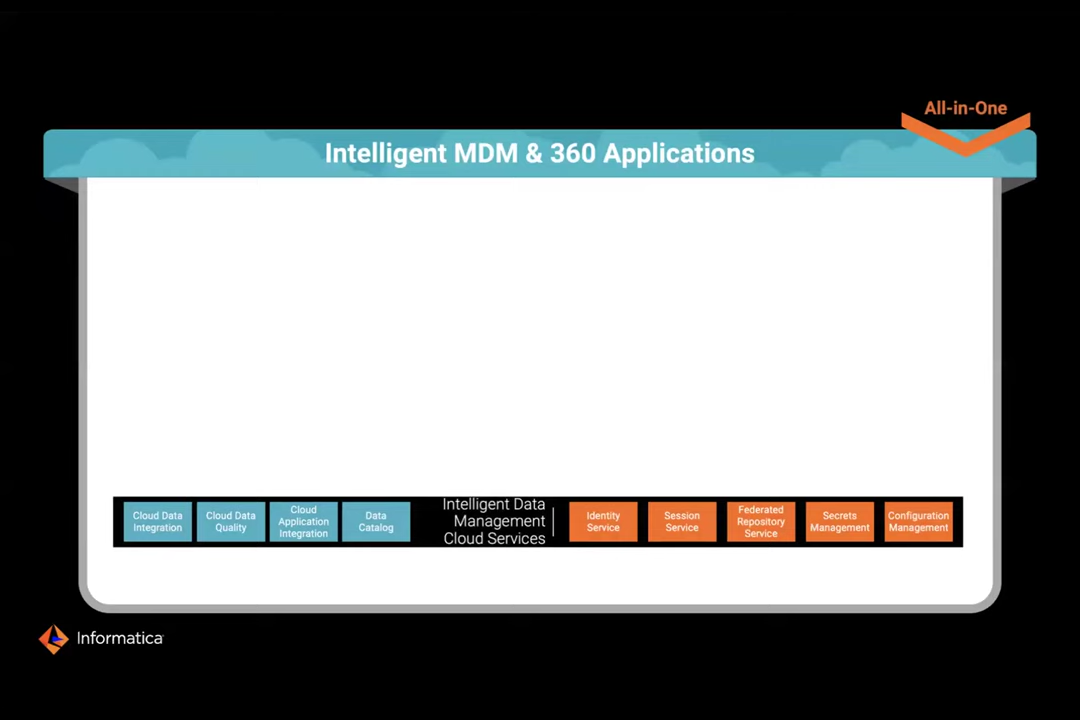 All-in-One
Intelligent MDM & 360 Applications
Cloud Data
Integration
Cloud Data
Quality
Cloud
Application
Integration
Data
Catalog
Intelligent Data
Management
Cloud Services
Identity
Service
Session
Service
Federated
Repository
Service
Secrets
Management
Configuration
Management
Informatica